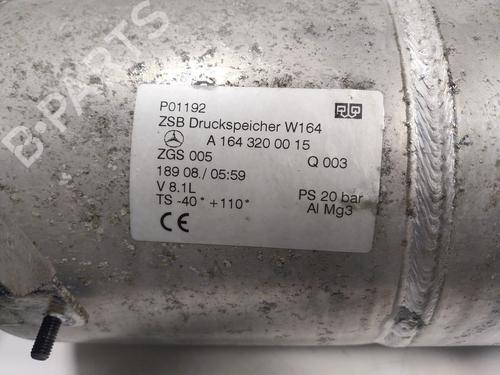 P01192
ZSB Druckspeicher W164
A 164 320 00 15
ZGS 005 Q 003
189 08./ 05:59
V 8.1L PS 20 bar
TS -40° +110° Al Mg3
CE
B-PARTS